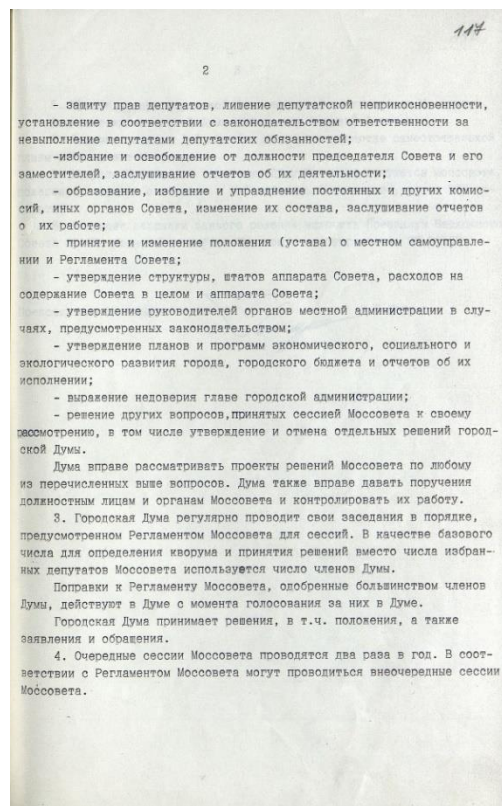 117
2
- защиту прав депутатов, лишение депутатской неприкосновенности,
установление в соответствии с законодательством ответственности за
невыполнение депутатами депутатских обязанностей;
-избрание и освобождение от должности председателя Совета и его
заместителей, заслушивание отчетов об их деятельности;
- образование, избрание и упразднение постоянных и других комис-
сий, иных органов Совета, изменение их состава, заслушивание отчетов
о их работе;
- принятие и изменение положения (устава) о местном самоуправле-
нии и Регламента Совета;
- утверждение структуры, штатов аппарата Совета, расходов на
содержание Совета в целом и аппарата Совета;
- утверждение руководителей органов местной администрации в слу-
чаях, предусмотренных законодательством;
- утверждение планов и программ экономического, социального и
экологического развития города, городского бюджета и отчетов об их
исполнении;
- выражение недоверия главе городской администрации;
- решение других вопросов,принятых сессией Моссовета к своему
рассмотрению, в том числе утверждение и отмена отдельных решений город-
ской Думы.
Дума вправе рассматривать проекты решений Моссовета по любому
из перечисленных выше вопросов. Дума также вправе давать поручения
должностным лицам и органам Моссовета и контролировать их работу.
3. Городская Дума регулярно проводит свои заседания в порядке,
предусмотренном Регламентом Моссовета для сессий. В качестве базового
числа для определения кворума и принятия решений вместо числа избран-
ных депутатов Моссовета используется число членов Думы.
Поправки к Регламенту Моссовета, одобренные большинством членов
Думы, действуют в Думе с момента голосования за них в Думе.
Городская Дума принимает решения, в т.ч. положения, а также
заявления и обращения.
4. Очередные сессии Моссовета проводятся два раза в год. В соот-
ветствии с Регламентом Моссовета могут проводиться внеочередные сессии
Моссовета.